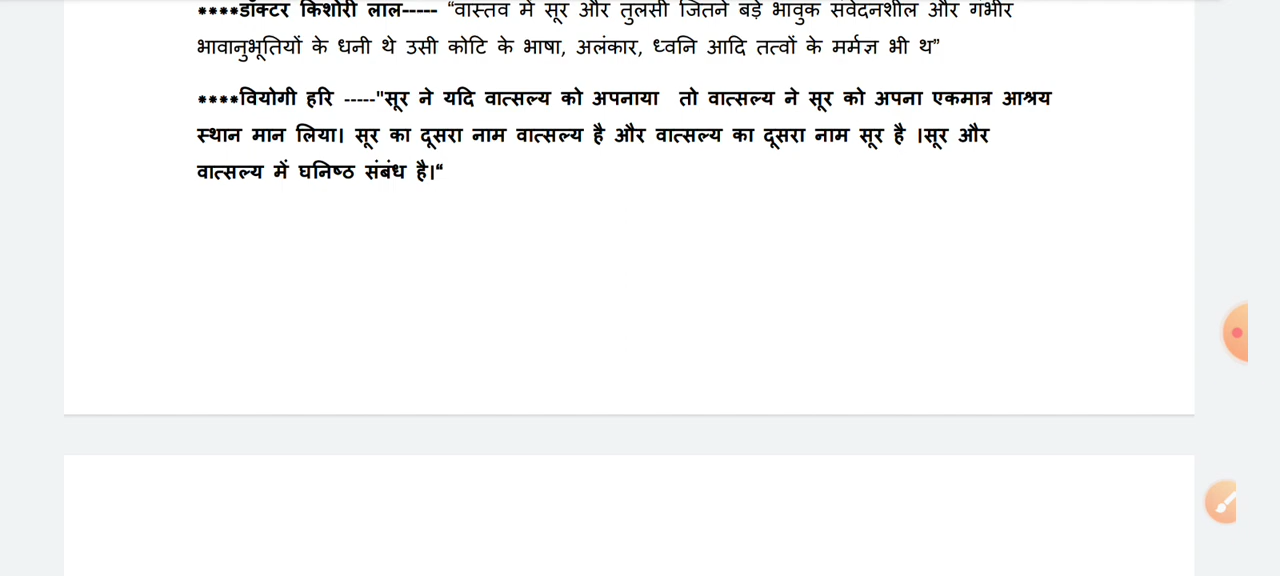 ****डॉक्टर किशोरी लाल----- “वास्तव में सूर और तुलसी जितने बड़े भावुक संवेदनशील और गंभीर
भावानुभूतियों के धनी थे उसी कोटि के भाषा, अलंकार, ध्वनि आदि तत्वों के मर्मज्ञ भी थ”
****वियोगी हरि -----"सूर ने यदि वात्सल्य को अपनाया  तो वात्सल्य ने सूर को अपना एकमात्र आश्रय
स्थान मान लिया। सूर का दूसरा नाम वात्सल्य है और वात्सल्य का दूसरा नाम सूर है ।सूर और
वात्सल्य में घनिष्ठ संबंध है।“